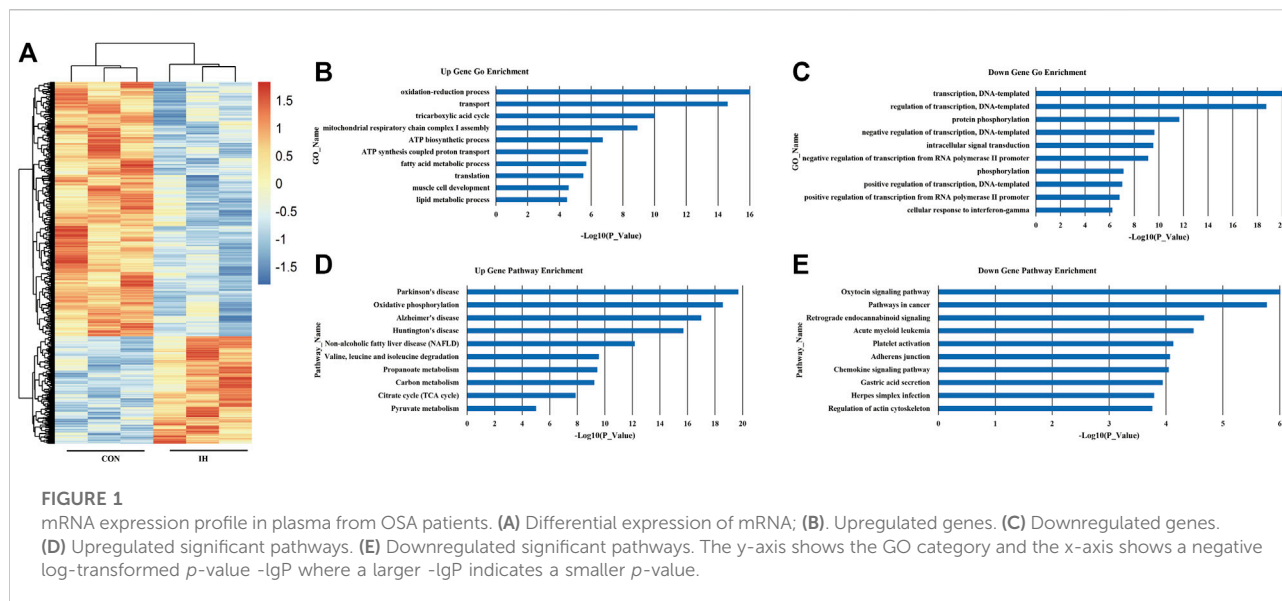 A
1.5
1
0.5
0
-0.5
-1
-1.5
CON
IH
B
Up Gene Go Enrichment
GO_Name
oxidation-reduction process
transport
tricarboxylic acid cycle
mitochondrial respiratory chain complex I assembly
ATP biosynthetic process
ATP synthesis coupled proton transport
fatty acid metabolic process
translation
muscle cell development
lipid metabolic process
0 2 4 6 8 10 12 14 16
-Log10(P_Value)
C
Down Gene Go Enrichment
GO_Name
transcription, DNA-templated
regulation of transcription, DNA-templated
protein phosphorylation
negative regulation of transcription, DNA-templated
intracellular signal transduction
negative regulation of transcription from RNA polymerase II promoter
phosphorylation
positive regulation of transcription, DNA-templated
positive regulation of transcription from RNA polymerase II promoter
cellular response to interferon-gamma
0 2 4 6 8 10 12 14 16 18 20
-Log10(P_Value)
D
Up Gene Pathway Enrichment
Pathway_Name
Parkinson's disease
Oxidative phosphorylation
Alzheimer's disease
Huntington's disease
Non-alcoholic fatty liver disease (NAFLD)
Valine, leucine and isoleucine degradation
Propanoate metabolism
Carbon metabolism
Citrate cycle (TCA cycle)
Pyruvate metabolism
0 2 4 6 8 10 12 14 16 18 20
-Log10(P_Value)
E
Down Gene Pathway Enrichment
Pathway_Name
Oxytocin signaling pathway
Pathways in cancer
Retrograde endocannabinoid signaling
Acute myeloid leukemia
Platelet activation
Adherens junction
Chemokine signaling pathway
Gastric acid secretion
Herpes simplex infection
Regulation of actin cytoskeleton
0 1 2 3 4 5 6
-Log10(P_Value)
FIGURE 1
mRNA expression profile in plasma from OSA patients. (A) Differential expression of mRNA; (B). Upregulated genes. (C) Downregulated genes.
(D) Upregulated significant pathways. (E) Downregulated significant pathways. The y-axis shows the GO category and the x-axis shows a negative
log-transformed p-value -lgP where a larger -lgP indicates a smaller p-value.